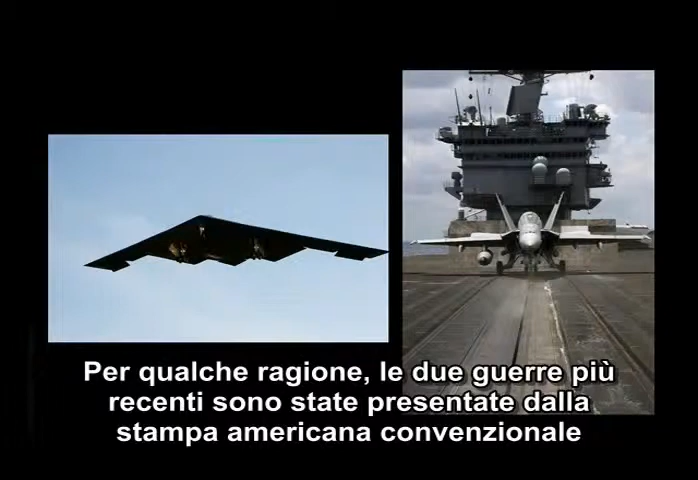 Per qualche ragione, le due guerre più
recenti sono state presentate dalla
stampa americana convenzionale